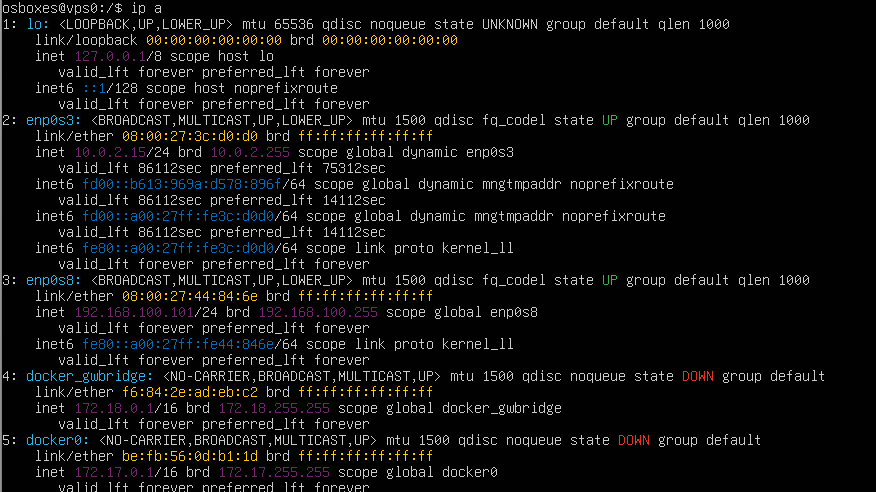 osboxes@vps0:/$ ip a
1: lo: <LOOPBACK,UP,LOWER_UP> mtu 65536 qdisc noqueue state UNKNOWN group default qlen 1000
    link/loopback 00:00:00:00:00:00 brd 00:00:00:00:00:00
    inet 127.0.0.1/8 scope host lo
       valid_lft forever preferred_lft forever
    inet6 ::1/128 scope host noprefixroute
       valid_lft forever preferred_lft forever
2: enp0s3: <BROADCAST,MULTICAST,UP,LOWER_UP> mtu 1500 qdisc fq_codel state UP group default qlen 1000
    link/ether 08:00:27:3c:d0:d0 brd ff:ff:ff:ff:ff:ff
    inet 10.0.2.15/24 brd 10.0.2.255 scope global dynamic enp0s3
       valid_lft 86112sec preferred_lft 75312sec
    inet6 fd00::b613:969a:d578:896f/64 scope global dynamic mngtmpaddr noprefixroute
       valid_lft 86112sec preferred_lft 14112sec
    inet6 fd00::a00:27ff:fe3c:d0d0/64 scope global dynamic mngtmpaddr noprefixroute
       valid_lft 86112sec preferred_lft 14112sec
    inet6 fe80::a00:27ff:fe3c:d0d0/64 scope link proto kernel_ll
       valid_lft forever preferred_lft forever
3: enp0s8: <BROADCAST,MULTICAST,UP,LOWER_UP> mtu 1500 qdisc fq_codel state UP group default qlen 1000
    link/ether 08:00:27:44:84:6e brd ff:ff:ff:ff:ff:ff
    inet 192.168.100.101/24 brd 192.168.100.255 scope global enp0s8
       valid_lft forever preferred_lft forever
    inet6 fe80::a00:27ff:fe44:846e/64 scope link proto kernel_ll
       valid_lft forever preferred_lft forever
4: docker_gwbridge: <NO-CARRIER,BROADCAST,MULTICAST,UP> mtu 1500 qdisc noqueue state DOWN group default
    link/ether f6:84:2e:ad:eb:c2 brd ff:ff:ff:ff:ff:ff
    inet 172.18.0.1/16 brd 172.18.255.255 scope global docker_gwbridge
       valid_lft forever preferred_lft forever
5: docker0: <NO-CARRIER,BROADCAST,MULTICAST,UP> mtu 1500 qdisc noqueue state DOWN group default
    link/ether be:fb:56:0d:b1:1d brd ff:ff:ff:ff:ff:ff
    inet 172.17.0.1/16 brd 172.17.255.255 scope global docker0
       valid_lft forever preferred_lft forever